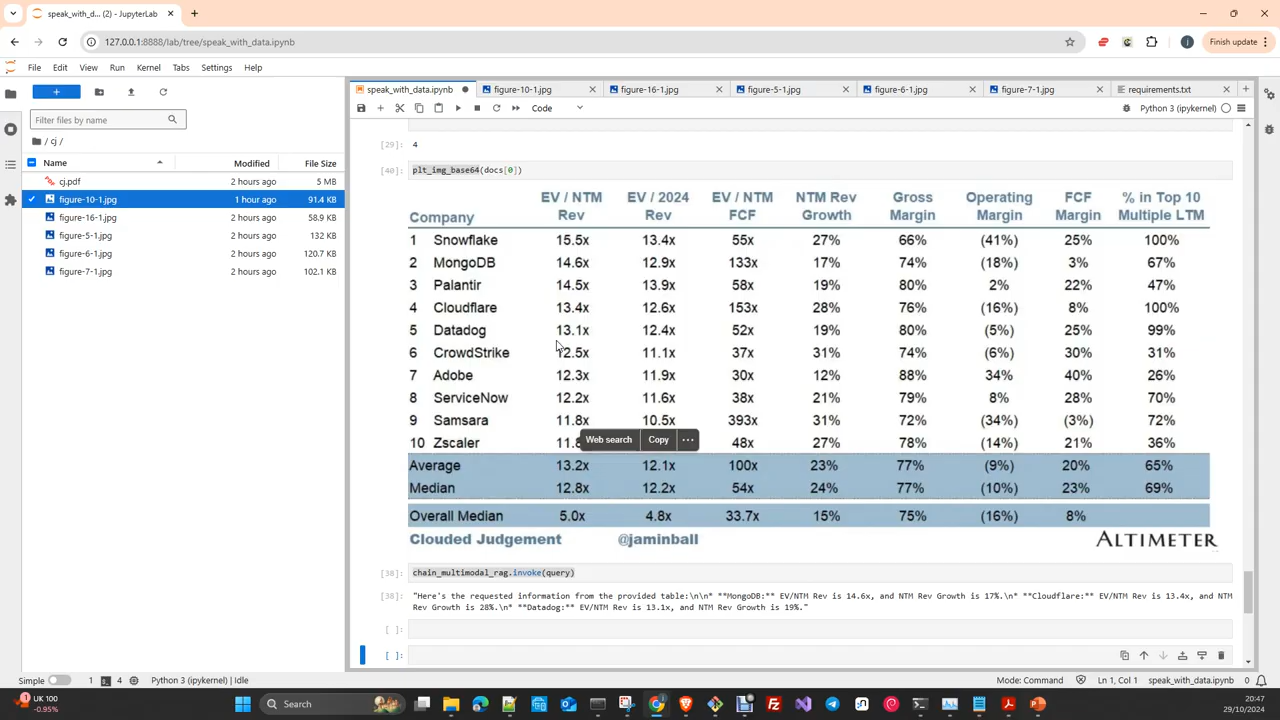 speak_with_d... (2) - JupyterLab
127.0.0.1:8888/lab/tree/speak_with_data.ipynb
Finish update
File Edit View Run Kernel Tabs Settings Help
speak_with_data.ipynb figure-10-1.jpg figure-16-1.jpg figure-5-1.jpg figure-6-1.jpg figure-7-1.jpg requirements.txt
Code
Python 3 (ipykernel)
Filter files by name
/ cj /
Name Modified File Size
cj.pdf 2 hours ago 5 MB
figure-10-1.jpg 1 hour ago 91.4 KB
figure-16-1.jpg 2 hours ago 58.9 KB
figure-5-1.jpg 2 hours ago 132 KB
figure-6-1.jpg 2 hours ago 120.7 KB
figure-7-1.jpg 2 hours ago 102.1 KB
[29]: 4
[40]: plt_img_base64(docs[0])
Company EV / NTM Rev EV / 2024 Rev EV / NTM FCF NTM Rev Growth Gross Margin Operating Margin FCF Margin % in Top 10 Multiple LTM
1 Snowflake 15.5x 13.4x 55x 27% 66% (41%) 25% 100%
2 MongoDB 14.6x 12.9x 133x 17% 74% (18%) 3% 67%
3 Palantir 14.5x 13.9x 58x 19% 80% 2% 22% 47%
4 Cloudflare 13.4x 12.6x 153x 28% 76% (16%) 8% 100%
5 Datadog 13.1x 12.4x 52x 19% 80% (5%) 25% 99%
6 CrowdStrike 12.5x 11.1x 37x 31% 74% (6%) 30% 31%
7 Adobe 12.3x 11.9x 30x 12% 88% 34% 40% 26%
8 ServiceNow 12.2x 11.6x 38x 21% 79% 8% 28% 70%
9 Samsara 11.8x 10.5x 393x 31% 72% (34%) (3%) 72%
10 Zscaler 11.8 48x 27% 78% (14%) 21% 36%
Web search Copy
Average 13.2x 12.1x 100x 23% 77% (9%) 20% 65%
Median 12.8x 12.2x 54x 24% 77% (10%) 23% 69%
Overall Median 5.0x 4.8x 33.7x 15% 75% (16%) 8%
Clouded Judgement @jaminball ALTIMETER
[38]: chain_multimodal_rag.invoke(query)
[38]: "Here's the requested information from the provided table:\n\n* **MongoDB:** EV/NTM Rev is 14.6x, and NTM Rev Growth is 17%.\n* **Cloudflare:** EV/NTM Rev is 13.4x, and NTM
Rev Growth is 28%.\n* **Datadog:** EV/NTM Rev is 13.1x, and NTM Rev Growth is 19%."
[ ]:
[ ]:
Simple 1 4 Python 3 (ipykernel) | Idle
Mode: Command Ln 1, Col 1 speak_with_data.ipynb 0
UK 100
-0.95%
Search
20:47
29/10/2024